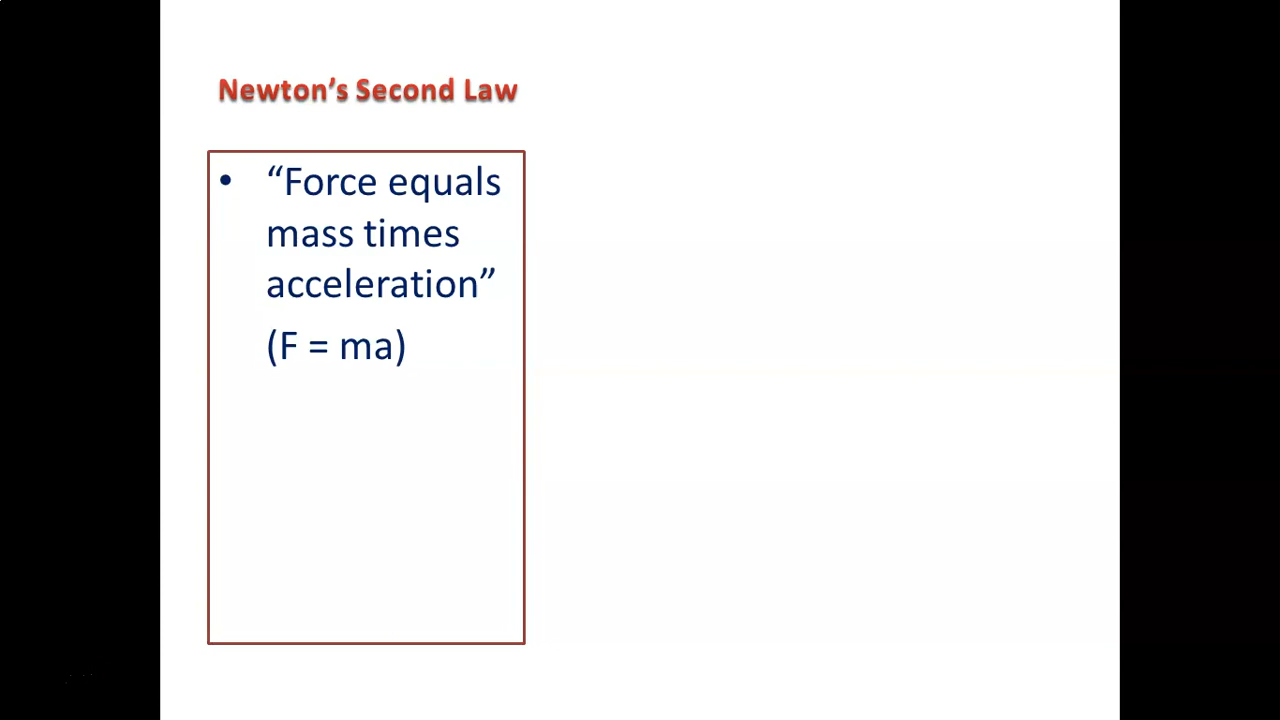 Newton’s Second Law
• “Force equals
mass times
acceleration”
(F = ma)